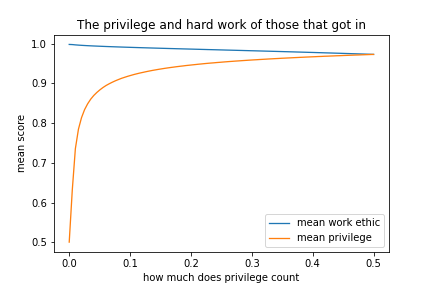 The privilege and hard work of those that got in
1.0
0.9
0.8
0.7
0.6
0.5
mean score
mean work ethic
mean privilege
0.0 0.1 0.2 0.3 0.4 0.5
how much does privilege count